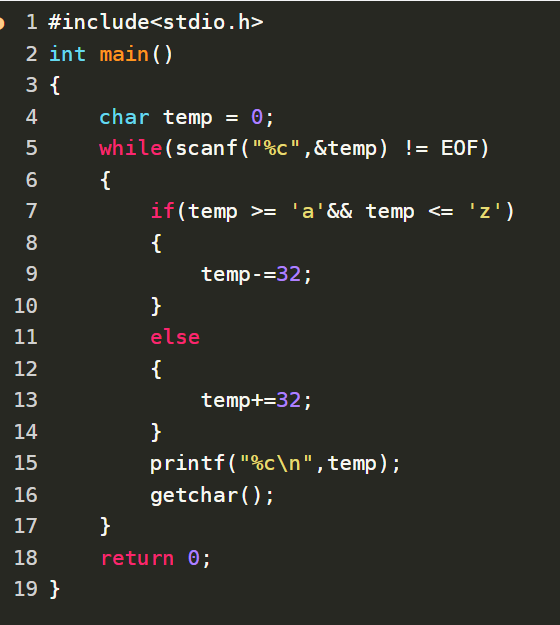 1 #include<stdio.h>
2 int main()
3 {
4     char temp = 0;
5     while(scanf("%c",&temp) != EOF)
6     {
7         if(temp >= 'a'&& temp <= 'z')
8         {
9             temp-=32;
10         }
11         else
12         {
13             temp+=32;
14         }
15         printf("%c\n",temp);
16         getchar();
17     }
18     return 0;
19 }